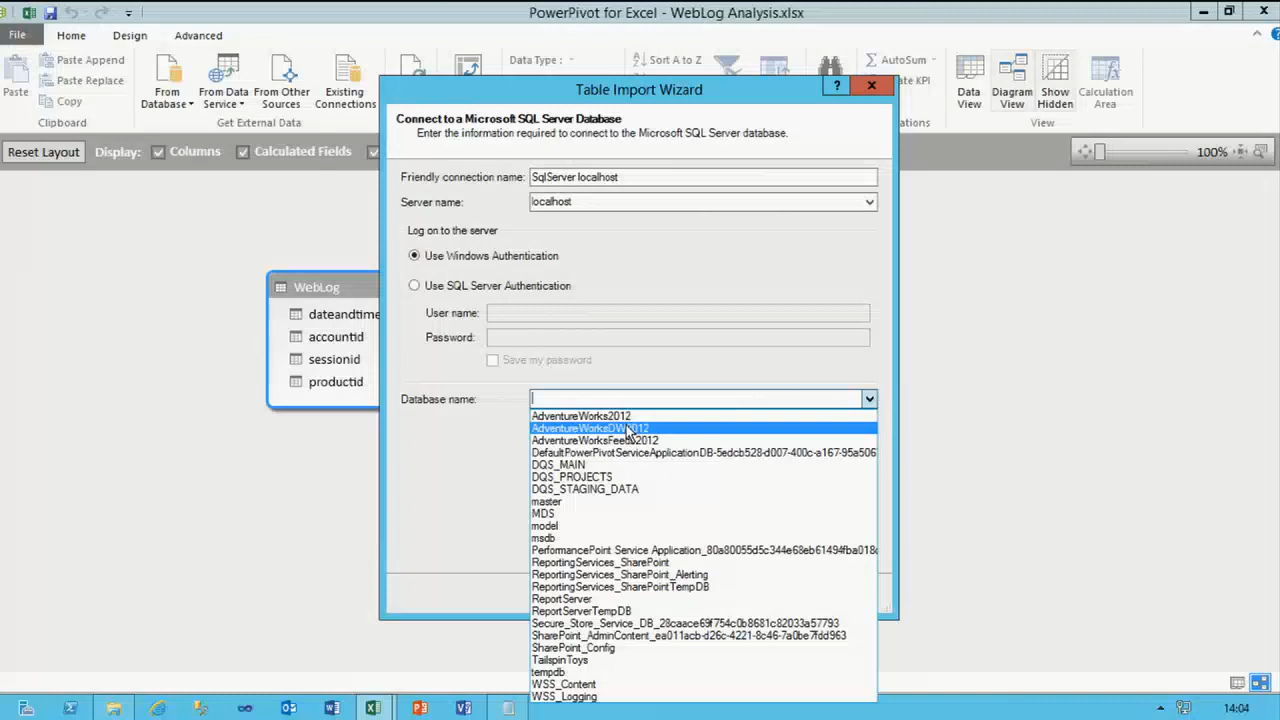 PowerPivot for Excel - WebLog Analysis.xlsx
File Home Design Advanced
Paste
Paste Append
Paste Replace
Copy
Clipboard
From Database
From Data Service
From Other Sources
Existing Connections
Get External Data
Data Type :
Sort A to Z
AutoSum
Data View
Diagram View
Show Hidden
Calculation Area
View
Reset Layout Display: Columns Calculated Fields
100%
Table Import Wizard
?
Connect to a Microsoft SQL Server Database
Enter the information required to connect to the Microsoft SQL Server database.
Friendly connection name: SqlServer localhost
Server name: localhost
Log on to the server
Use Windows Authentication
Use SQL Server Authentication
User name:
Password:
Save my password
Database name:
AdventureWorks2012
AdventureWorksDW2012
DefaultPowerPivotServiceApplicationDB-5edcb528-d007-400c-a167-95a506
DQS_MAIN
DQS_PROJECTS
DQS_STAGING_DATA
master
MDS
model
msdb
PerformancePoint Service Application_80a80055d5c344e68eb61494fba018
ReportingServices_SharePoint
ReportingServices_SharePoint_Alerting
ReportingServices_SharePointTempDB
ReportServer
ReportServerTempDB
Secure_Store_Service_DB_28caace69f754c0b8681c82033a57793
SharePoint_AdminContent_ea011acb-d26c-4221-8c46-7a0be7fdd963
SharePoint_Config
TailspinToys
tempdb
WSS_Content
WSS_Logging
WebLog
dateandtime
accountid
sessionid
productid
14:04